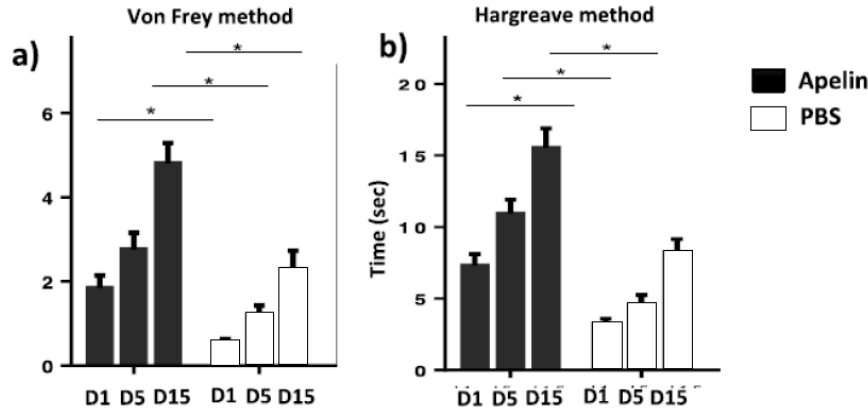 Von Frey method
a)
*
*
*
6
4
2
0
D1 D5 D15 D1 D5 D15
Hargreave method
b)
*
*
*
20
15
10
5
0
Time (sec)
D1 D5 D15 D1 D5 D15
Apelin
PBS